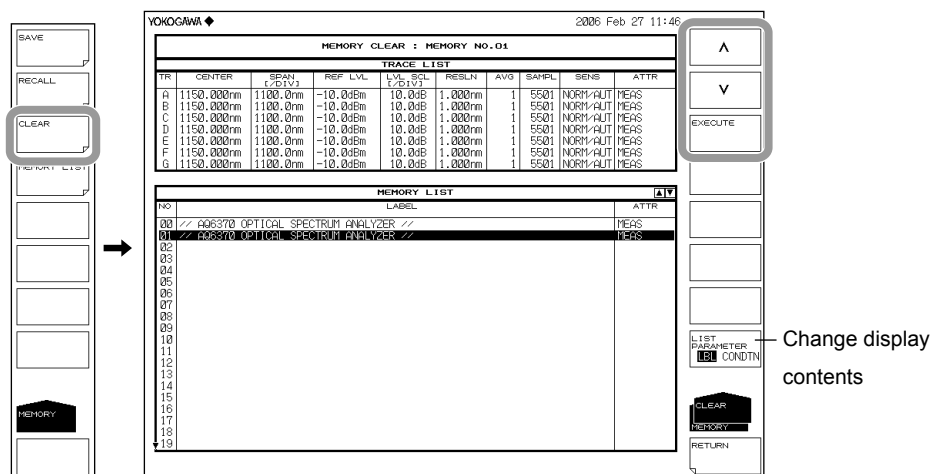 YOKOGAWA ◆
2006 Feb 27 11:46
SAVE
RECALL
CLEAR
MEMORY LIST
MEMORY
MEMORY CLEAR : MEMORY NO.01
TRACE LIST
TR CENTER SPAN [/DIV] REF LVL LVL SCL [/DIV] RESLN AVG SAMPL SENS ATTR
A 1150.000nm 1100.0nm -10.0dBm 10.0dB 1.000nm 1 5501 NORM/AUT MEAS
B 1150.000nm 1100.0nm -10.0dBm 10.0dB 1.000nm 1 5501 NORM/AUT MEAS
C 1150.000nm 1100.0nm -10.0dBm 10.0dB 1.000nm 1 5501 NORM/AUT MEAS
D 1150.000nm 1100.0nm -10.0dBm 10.0dB 1.000nm 1 5501 NORM/AUT MEAS
E 1150.000nm 1100.0nm -10.0dBm 10.0dB 1.000nm 1 5501 NORM/AUT MEAS
F 1150.000nm 1100.0nm -10.0dBm 10.0dB 1.000nm 1 5501 NORM/AUT MEAS
G 1150.000nm 1100.0nm -10.0dBm 10.0dB 1.000nm 1 5501 NORM/AUT MEAS
MEMORY LIST
NO LABEL ATTR
00 // AQ6370 OPTICAL SPECTRUM ANALYZER // MEAS
01 // AQ6370 OPTICAL SPECTRUM ANALYZER // MEAS
02
03
04
05
06
07
08
09
10
11
12
13
14
15
16
17
18
19
EXECUTE
LIST
PARAMETER
LBL CONDTN
CLEAR
MEMORY
RETURN
Change display
contents